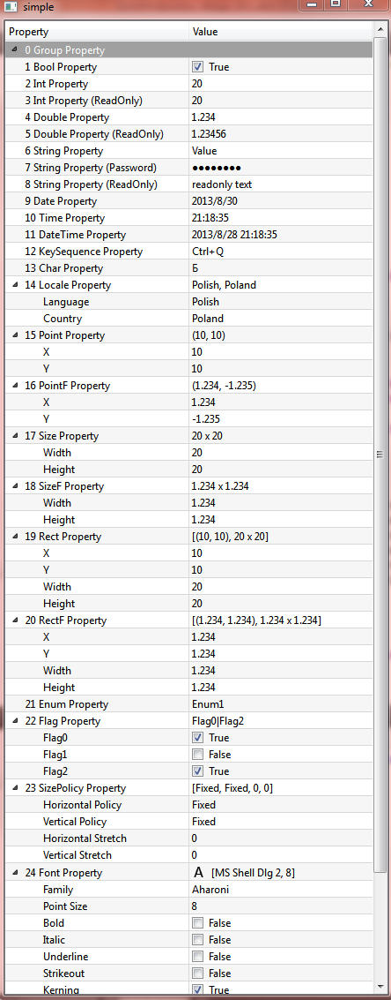 simple
Property Value
0 Group Property
1 Bool Property True
2 Int Property 20
3 Int Property (ReadOnly) 20
4 Double Property 1.234
5 Double Property (ReadOnly) 1.23456
6 String Property Value
7 String Property (Password) ●●●●●●●●
8 String Property (ReadOnly) readonly text
9 Date Property 2013/8/30
10 Time Property 21:18:35
11 DateTime Property 2013/8/28 21:18:35
12 KeySequence Property Ctrl+Q
13 Char Property Б
14 Locale Property Polish, Poland
Language Polish
Country Poland
15 Point Property (10, 10)
X 10
Y 10
16 PointF Property (1.234, -1.235)
X 1.234
Y -1.235
17 Size Property 20 x 20
Width 20
Height 20
18 SizeF Property 1.234 x 1.234
Width 1.234
Height 1.234
19 Rect Property [(10, 10), 20 x 20]
X 10
Y 10
Width 20
Height 20
20 RectF Property [(1.234, 1.234), 1.234 x 1.234]
X 1.234
Y 1.234
Width 1.234
Height 1.234
21 Enum Property Enum1
22 Flag Property Flag0|Flag2
Flag0 True
Flag1 False
Flag2 True
23 SizePolicy Property [Fixed, Fixed, 0, 0]
Horizontal Policy Fixed
Vertical Policy Fixed
Horizontal Stretch 0
Vertical Stretch 0
24 Font Property A [MS Shell Dlg 2, 8]
Family Aharoni
Point Size 8
Bold False
Italic False
Underline False
Strikeout False
Kerning True